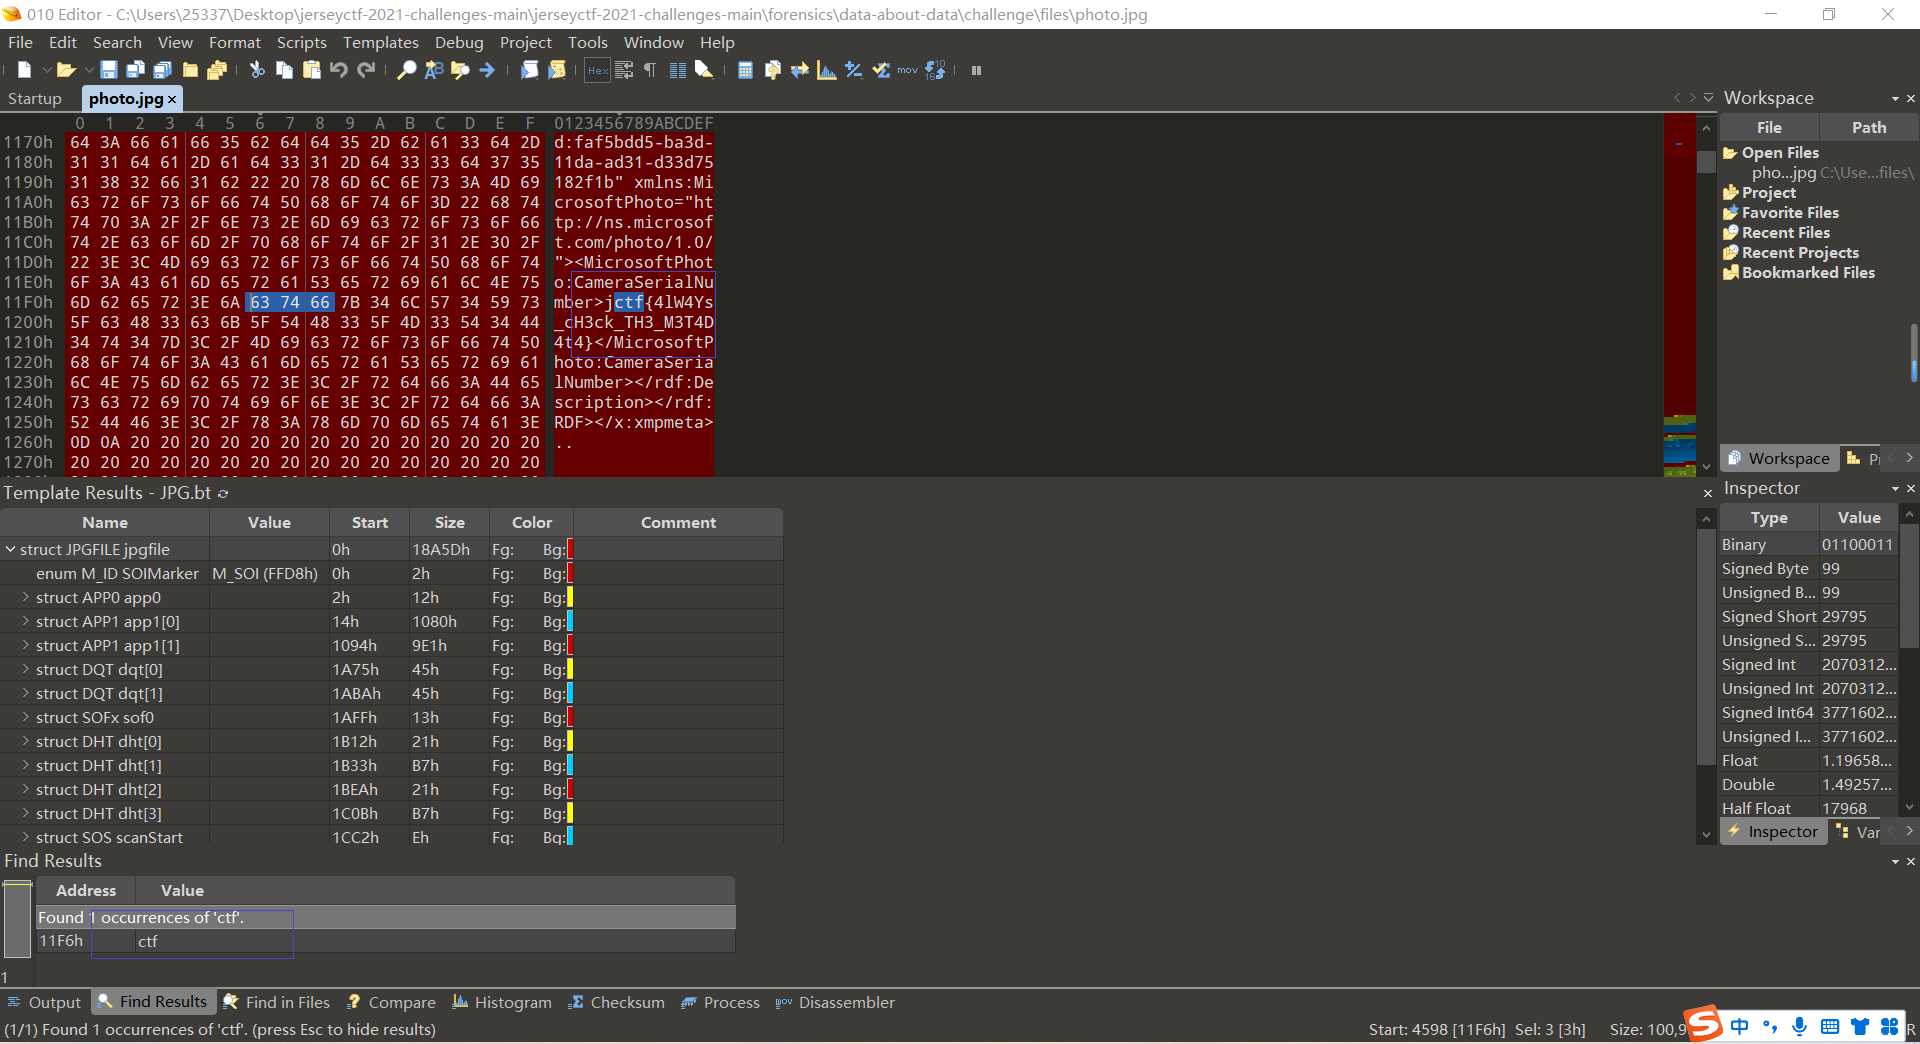 010 Editor - C:\Users\25337\Desktop\jerseyctf-2021-challenges-main\jerseyctf-2021-challenges-main\forensics\data-about-data\challenge\files\photo.jpg
File Edit Search View Format Scripts Templates Debug Project Tools Window Help
Startup photo.jpg
0 1 2 3 4 5 6 7 8 9 A B C D E F 0123456789ABCDEF
1170h 64 3A 66 61 66 35 62 64 64 35 2D 62 61 33 64 2D d:faf5bdd5-ba3d-
1180h 31 31 64 61 2D 61 64 33 31 2D 64 33 33 64 37 35 11da-ad31-d33d75
1190h 31 38 32 66 31 62 22 20 78 6D 6C 6E 73 3A 4D 69 182f1b" xmlns:Mi
11A0h 63 72 6F 73 6F 66 74 50 68 6F 74 6F 3D 22 68 74 crosoftPhoto="ht
11B0h 74 70 3A 2F 2F 6E 73 2E 6D 69 63 72 6F 73 6F 66 tp://ns.microsof
11C0h 74 2E 63 6F 6D 2F 70 68 6F 74 6F 2F 31 2E 30 2F t.com/photo/1.0/
11D0h 22 3E 3C 4D 69 63 72 6F 73 6F 66 74 50 68 6F 74 "><MicrosoftPhot
11E0h 6F 3A 43 61 6D 65 72 61 53 65 72 69 61 6C 4E 75 o:CameraSerialNu
11F0h 6D 62 65 72 3E 6A 63 74 66 7B 34 6C 57 34 59 73 mber>jctf{4lW4Ys
1200h 5F 63 48 33 63 6B 5F 54 48 33 5F 4D 33 54 34 44 _cH3ck_TH3_M3T4D
1210h 34 74 34 7D 3C 2F 4D 69 63 72 6F 73 6F 66 74 50 4t4}</MicrosoftP
1220h 68 6F 74 6F 3A 43 61 6D 65 72 61 53 65 72 69 61 hoto:CameraSeria
1230h 6C 4E 75 6D 62 65 72 3E 3C 2F 72 64 66 3A 44 65 lNumber></rdf:De
1240h 73 63 72 69 70 74 69 6F 6E 3E 3C 2F 72 64 66 3A scription></rdf:
1250h 52 44 46 3E 3C 2F 78 3A 78 6D 70 6D 65 74 61 3E RDF></x:xmpmeta>
1260h 0D 0A 20 20 20 20 20 20 20 20 20 20 20 20 20 20 ..
1270h 20 20 20 20 20 20 20 20 20 20 20 20 20 20 20 20
Workspace
File Path
Open Files
pho...jpg C:\Use...files\
Project
Favorite Files
Recent Files
Recent Projects
Bookmarked Files
Workspace
Template Results - JPG.bt
Name Value Start Size Color Comment
struct JPGFILE jpgfile 0h 18A5Dh Fg: Bg:
enum M_ID SOIMarker M_SOI (FFD8h) 0h 2h Fg: Bg:
struct APP0 app0 2h 12h Fg: Bg:
struct APP1 app1[0] 14h 1080h Fg: Bg:
struct APP1 app1[1] 1094h 9E1h Fg: Bg:
struct DQT dqt[0] 1A75h 45h Fg: Bg:
struct DQT dqt[1] 1ABAh 45h Fg: Bg:
struct SOFx sof0 1AFFh 13h Fg: Bg:
struct DHT dht[0] 1B12h 21h Fg: Bg:
struct DHT dht[1] 1B33h B7h Fg: Bg:
struct DHT dht[2] 1BEAh 21h Fg: Bg:
struct DHT dht[3] 1C0Bh B7h Fg: Bg:
struct SOS scanStart 1CC2h Eh Fg: Bg:
Inspector
Type Value
Binary 01100011
Signed Byte 99
Unsigned B... 99
Signed Short 29795
Unsigned S... 29795
Signed Int 2070312...
Unsigned Int 2070312...
Signed Int64 3771602...
Unsigned I... 3771602...
Float 1.19658...
Double 1.49257...
Half Float 17968
Inspector Var
Find Results
Address Value
Found 1 occurrences of 'ctf'.
11F6h ctf
1
Output Find Results Find in Files Compare Histogram Checksum Process Disassembler
(1/1) Found 1 occurrences of 'ctf'. (press Esc to hide results)
Start: 4598 [11F6h] Sel: 3 [3h] Size: 100,9
中